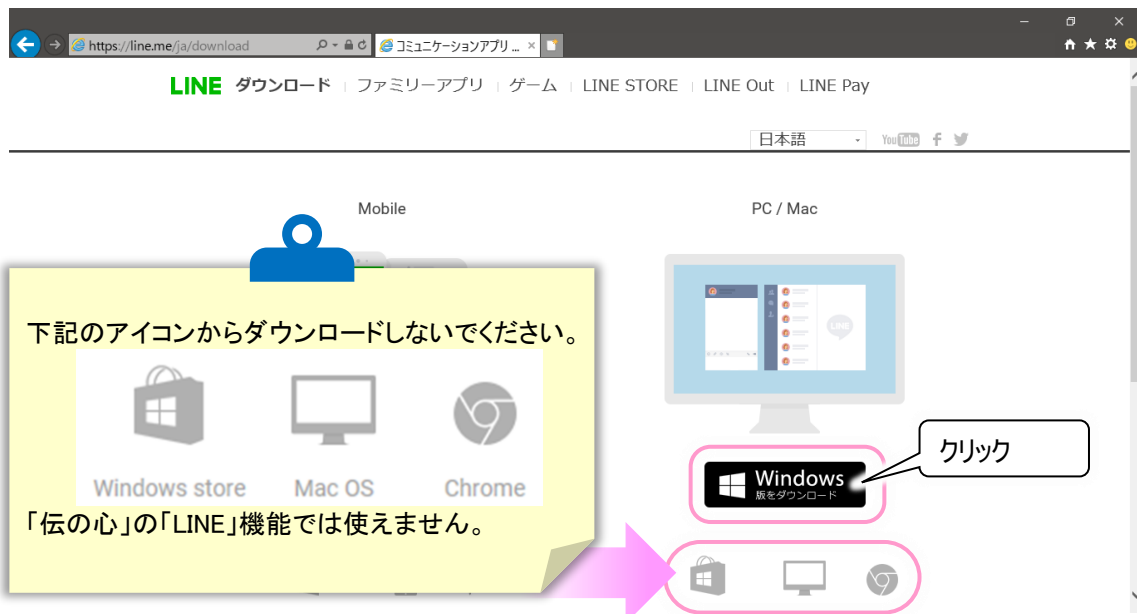 https://line.me/ja/download
コミュニケーションアプリ ...
LINE ダウンロード ファミリーアプリ ゲーム LINE STORE LINE Out LINE Pay
日本語
YouTube
Mobile
PC / Mac
下記のアイコンからダウンロードしないでください。
Windows store Mac OS Chrome
「伝の心」の「LINE」機能では使えません。
LINE
クリック
Windows
版をダウンロード